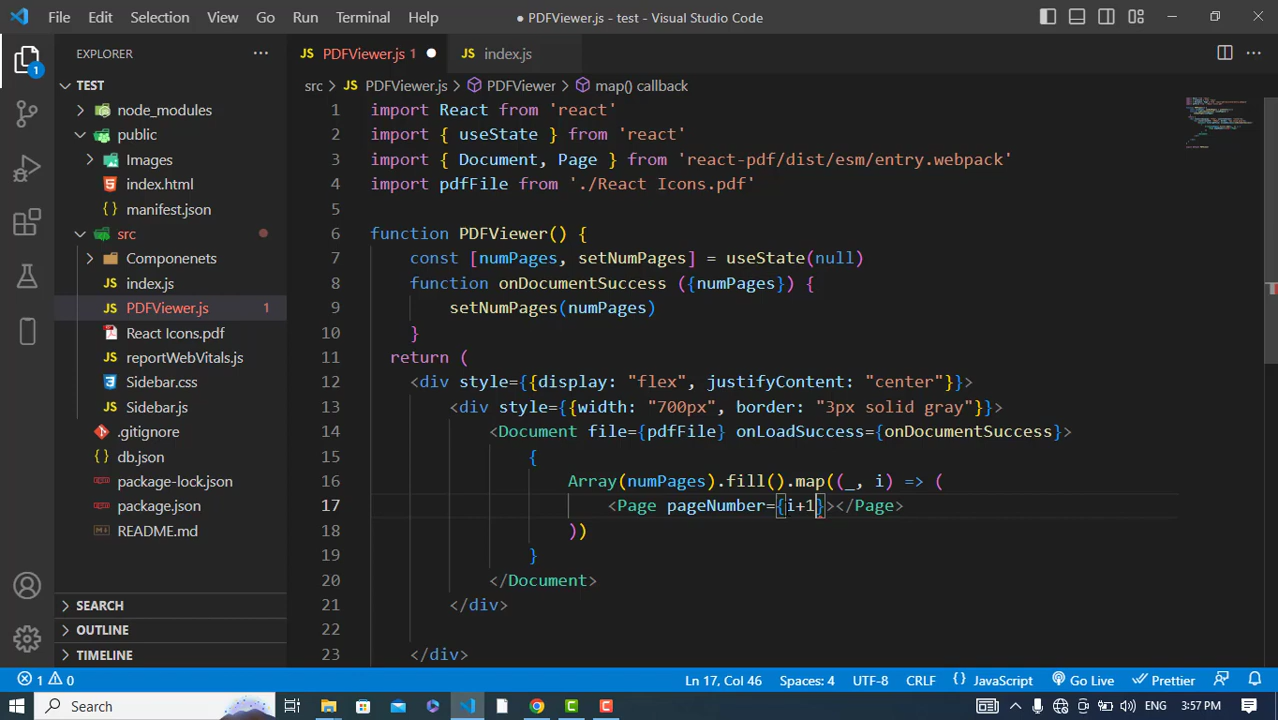 File Edit Selection View Go Run Terminal Help ● PDFViewer.js - test - Visual Studio Code
EXPLORER
PDFViewer.js 1
index.js
src > PDFViewer.js > PDFViewer > map() callback
TEST
node_modules
public
Images
index.html
manifest.json
src
Componenets
index.js
PDFViewer.js 1
React Icons.pdf
reportWebVitals.js
Sidebar.css
Sidebar.js
.gitignore
db.json
package-lock.json
package.json
README.md
SEARCH
OUTLINE
TIMELINE
1 import React from 'react'
2 import { useState } from 'react'
3 import { Document, Page } from 'react-pdf/dist/esm/entry.webpack'
4 import pdfFile from './React Icons.pdf'
5
6 function PDFViewer() {
7 const [numPages, setNumPages] = useState(null)
8 function onDocumentSuccess ({numPages}) {
9 setNumPages(numPages)
10 }
11 return (
12 <div style={{display: "flex", justifyContent: "center"}}>
13 <div style={{width: "700px", border: "3px solid gray"}}>
14 <Document file={pdfFile} onLoadSuccess={onDocumentSuccess}>
15 {
16 Array(numPages).fill().map((_, i) => (
17 <Page pageNumber={i+1}></Page>
18 ))
19 }
20 </Document>
21 </div>
22
23 </div>
1 0 Ln 17, Col 46 Spaces: 4 UTF-8 CRLF {} JavaScript Go Live Prettier
Search ENG 3:57 PM